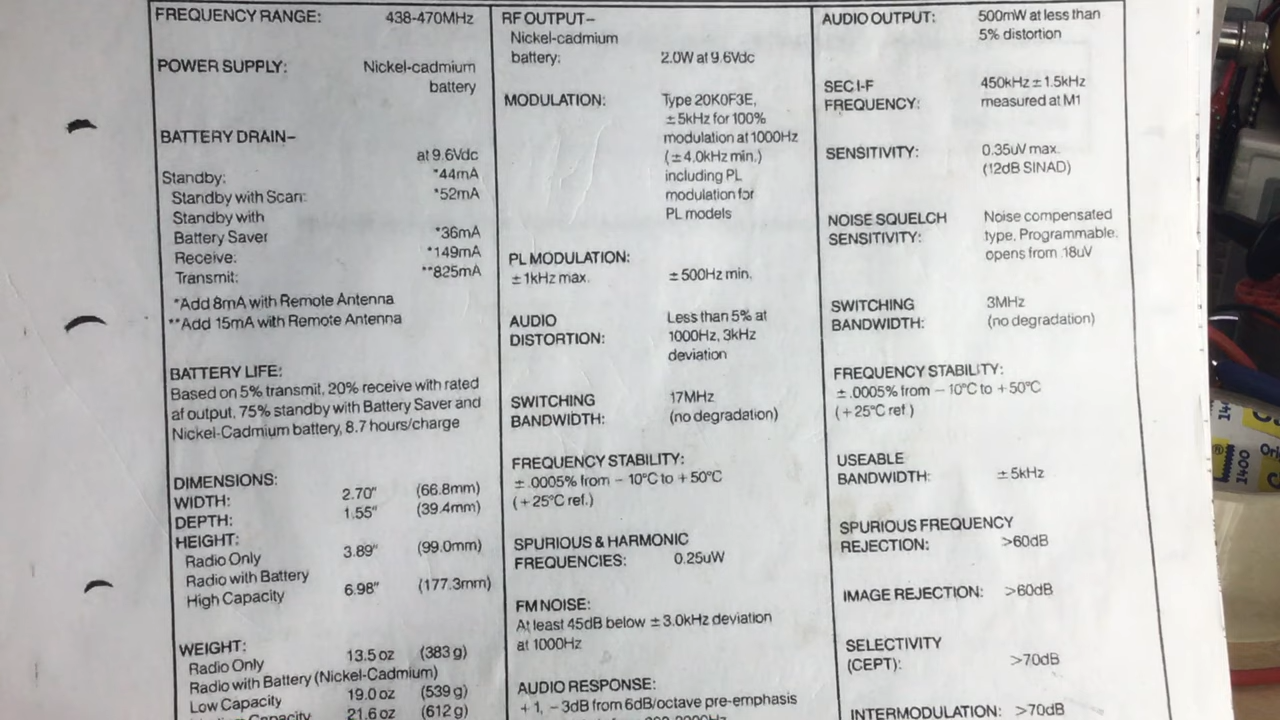 FREQUENCY RANGE: 438-470MHz
POWER SUPPLY: Nickel-cadmium
battery
BATTERY DRAIN–
at 9.6Vdc
Standby: *44mA
Standby with Scan: *52mA
Standby with
Battery Saver *36mA
Receive: *149mA
Transmit: **825mA
*Add 8mA with Remote Antenna
**Add 15mA with Remote Antenna
BATTERY LIFE:
Based on 5% transmit, 20% receive with rated
af output, 75% standby with Battery Saver and
Nickel-Cadmium battery, 8.7 hours/charge
DIMENSIONS:
WIDTH: 2.70" (66.8mm)
DEPTH: 1.55" (39.4mm)
HEIGHT:
Radio Only 3.89" (99.0mm)
Radio with Battery
High Capacity 6.98" (177.3mm)
WEIGHT:
Radio Only 13.5 oz (383 g)
Radio with Battery (Nickel-Cadmium)
Low Capacity 19.0 oz (539 g)
Capacity 21.6 oz (612 g)
RF OUTPUT–
Nickel-cadmium
battery: 2.0W at 9.6Vdc
MODULATION: Type 20K0F3E,
±5kHz for 100%
modulation at 1000Hz
(±4.0kHz min.)
including PL
modulation for
PL models
PL MODULATION:
±1kHz max. ±500Hz min.
AUDIO Less than 5% at
DISTORTION: 1000Hz, 3kHz
deviation
SWITCHING 17MHz
BANDWIDTH: (no degradation)
FREQUENCY STABILITY:
±.0005% from –10°C to +50°C
(+25°C ref.)
SPURIOUS & HARMONIC
FREQUENCIES: 0.25uW
FM NOISE:
At least 45dB below ±3.0kHz deviation
at 1000Hz
AUDIO RESPONSE:
+1, –3dB from 6dB/octave pre-emphasis
AUDIO OUTPUT: 500mW at less than
5% distortion
SEC I-F 450kHz ±1.5kHz
FREQUENCY: measured at M1
SENSITIVITY: 0.35uV max.
(12dB SINAD)
NOISE SQUELCH Noise compensated
SENSITIVITY: type. Programmable.
opens from .18uV
SWITCHING 3MHz
BANDWIDTH: (no degradation)
FREQUENCY STABILITY:
±.0005% from –10°C to +50°C
(+25°C ref.)
USEABLE
BANDWIDTH: ±5kHz
SPURIOUS FREQUENCY
REJECTION: >60dB
IMAGE REJECTION: >60dB
SELECTIVITY
(CEPT): >70dB
INTERMODULATION: >70dB
1400